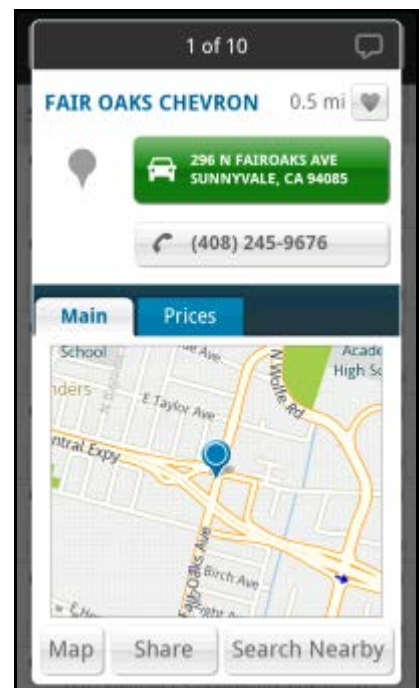 1 of 10
FAIR OAKS CHEVRON 0.5 mi
296 N FAIROAKS AVE
SUNNYVALE, CA 94085
(408) 245-9676
Main Prices
School
Ave
N Wolfe Rd
Acade
High Sc
nders
E Taylor Ave
ntral Expy
Fair Oaks Ave
Birch Ave
Map Share Search Nearby